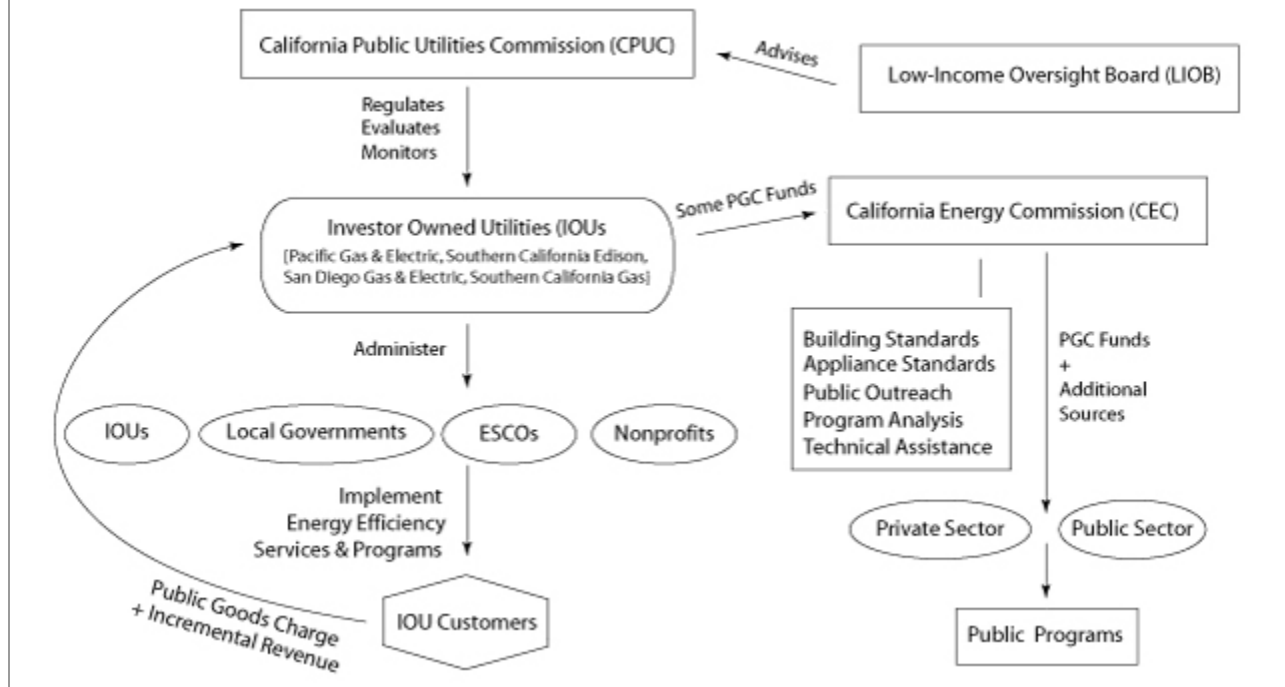 California Public Utilities Commission (CPUC)
Advises
Low-Income Oversight Board (LIOB)
Regulates
Evaluates
Monitors
Some PGC Funds
California Energy Commission (CEC)
Investor Owned Utilities (IOUs
[Pacific Gas & Electric, Southern California Edison,
San Diego Gas & Electric, Southern California Gas]
Administer
Building Standards
Appliance Standards
Public Outreach
Program Analysis
Technical Assistance
PGC Funds
+
Additional
Sources
IOUs
Local Governments
ESCOs
Nonprofits
Implement
Energy Efficiency
Services & Programs
Private Sector
Public Sector
Public Goods Charge
+ Incremental Revenue
IOU Customers
Public Programs